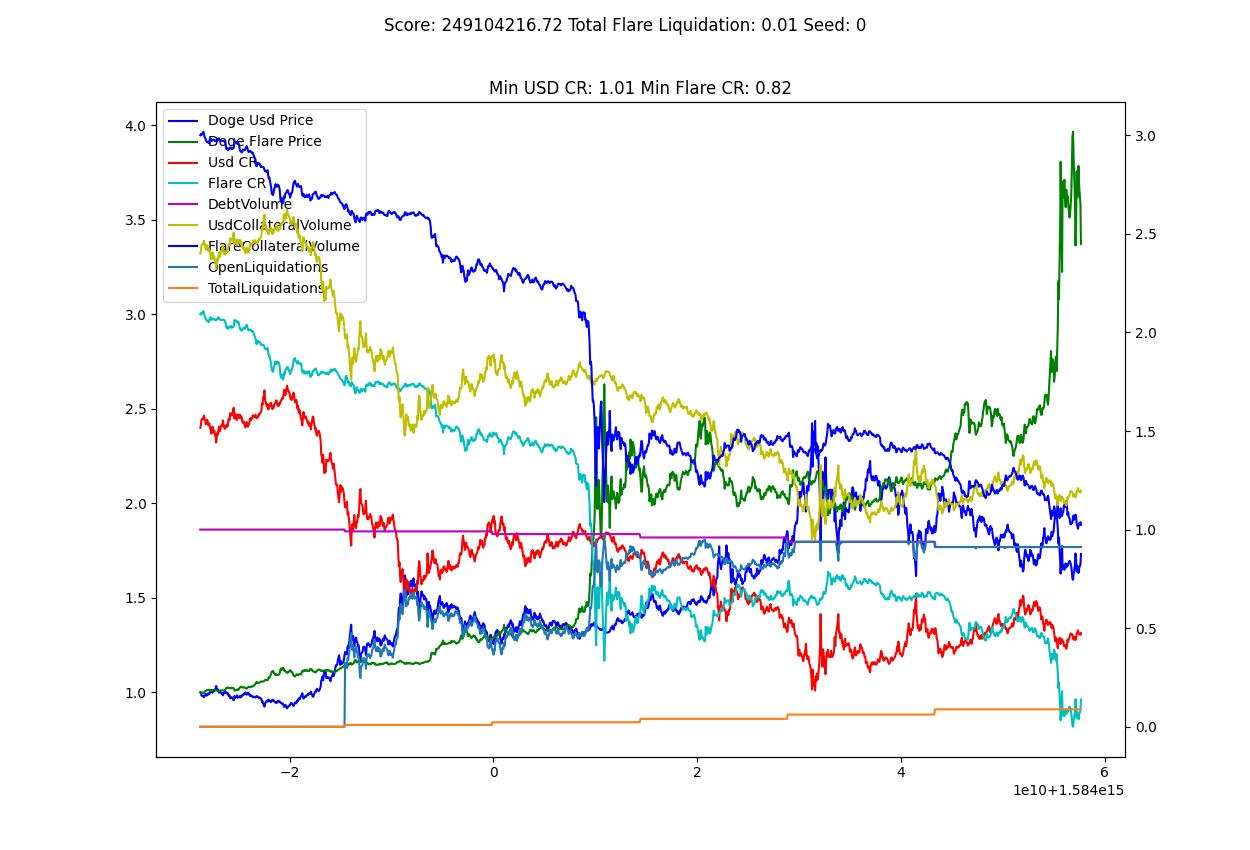 Score: 249104216.72 Total Flare Liquidation: 0.01 Seed: 0
Min USD CR: 1.01 Min Flare CR: 0.82
Doge Usd Price
Doge Flare Price
Usd CR
Flare CR
DebtVolume
UsdCollateralVolume
FlareCollateralVolume
OpenLiquidations
TotalLiquidations
4.0
3.5
3.0
2.5
2.0
1.5
1.0
3.0
2.5
2.0
1.5
1.0
0.5
0.0
−2
0
2
4
6
1e10+1.584e15